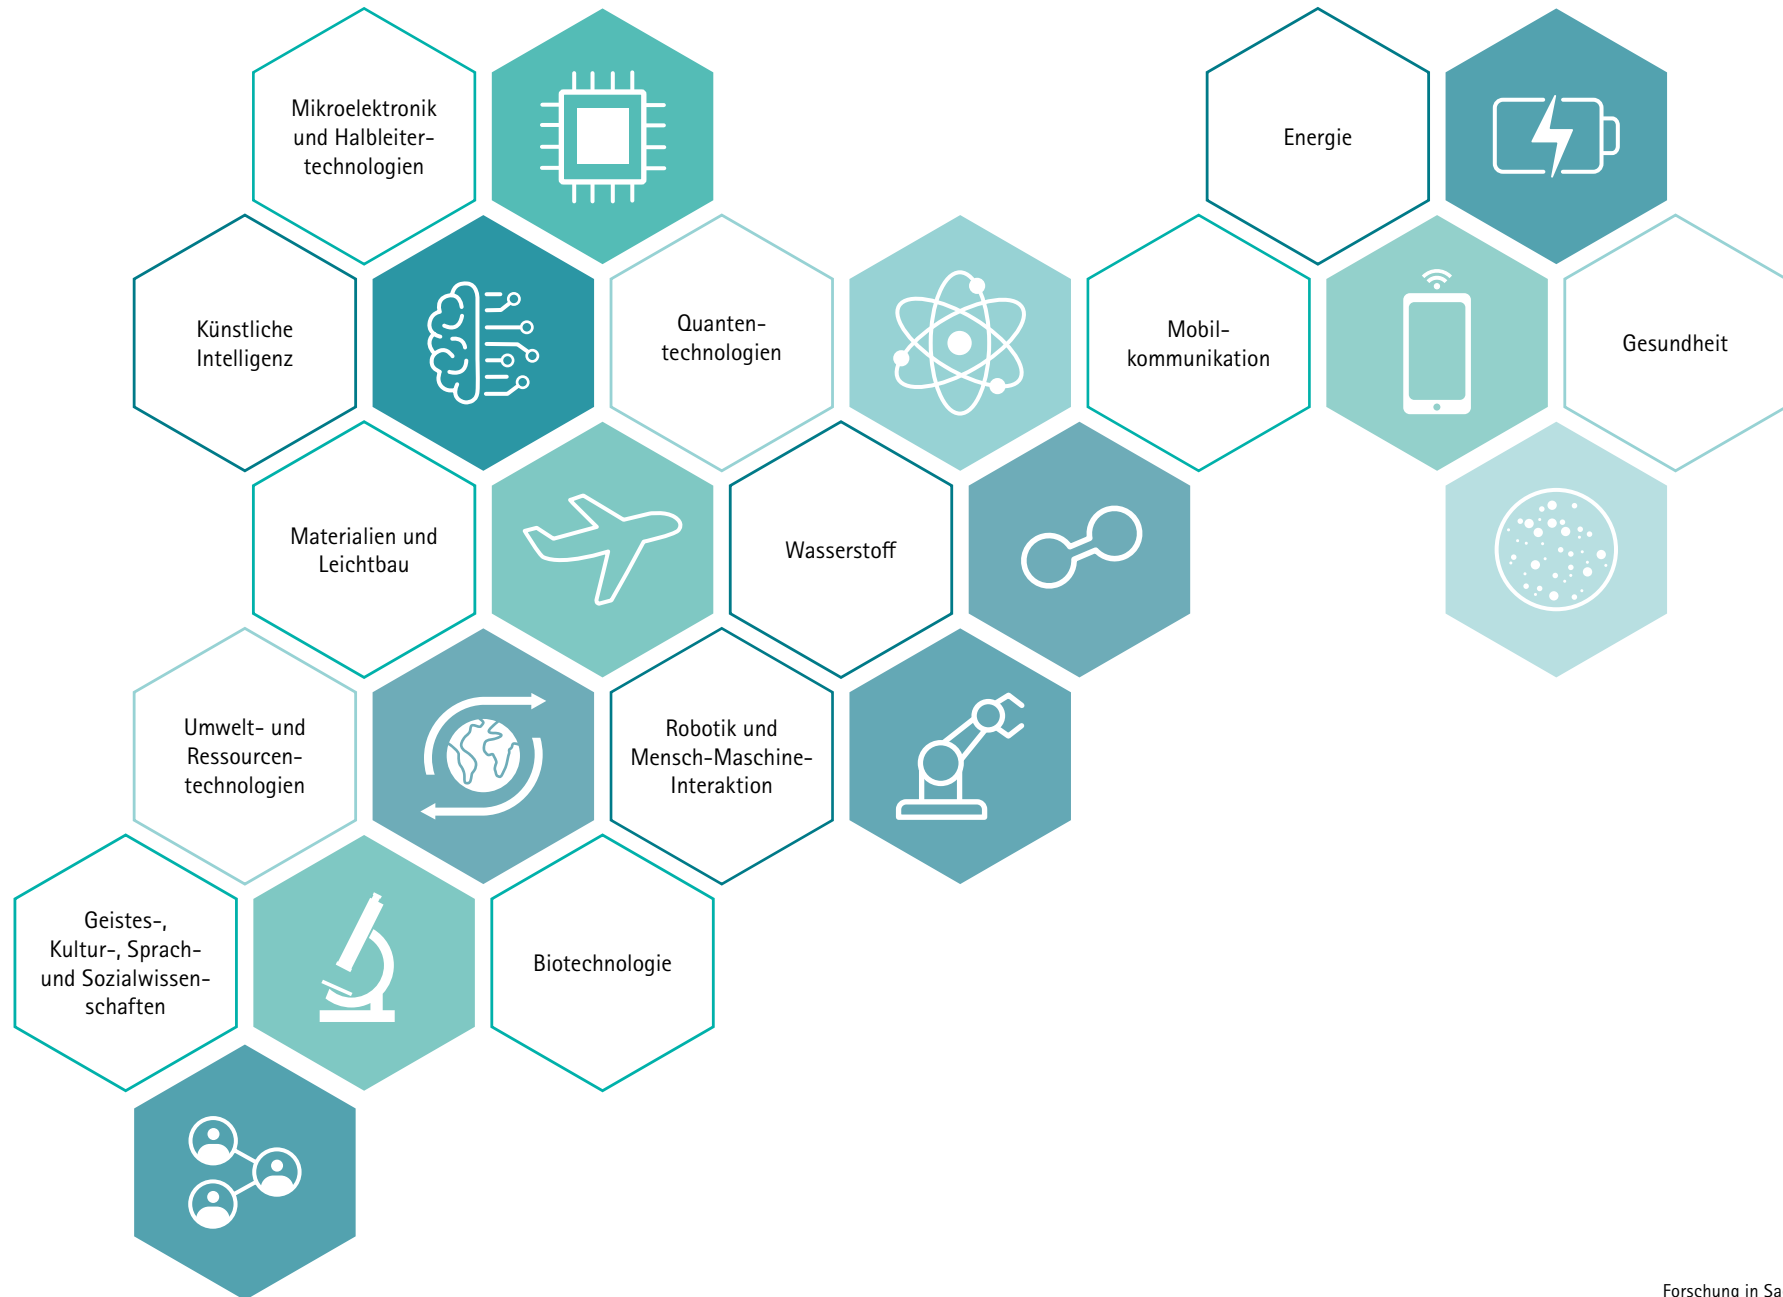 Mikroelektronik
und Halbleiter-
technologien
Energie
Künstliche
Intelligenz
Quanten-
technologien
Mobil-
kommunikation
Gesundheit
Materialien und
Leichtbau
Wasserstoff
Umwelt- und
Ressourcen-
technologien
Robotik und
Mensch-Maschine-
Interaktion
Geistes-,
Kultur-, Sprach-
und Sozialwissen-
schaften
Biotechnologie
Forschung in Sa